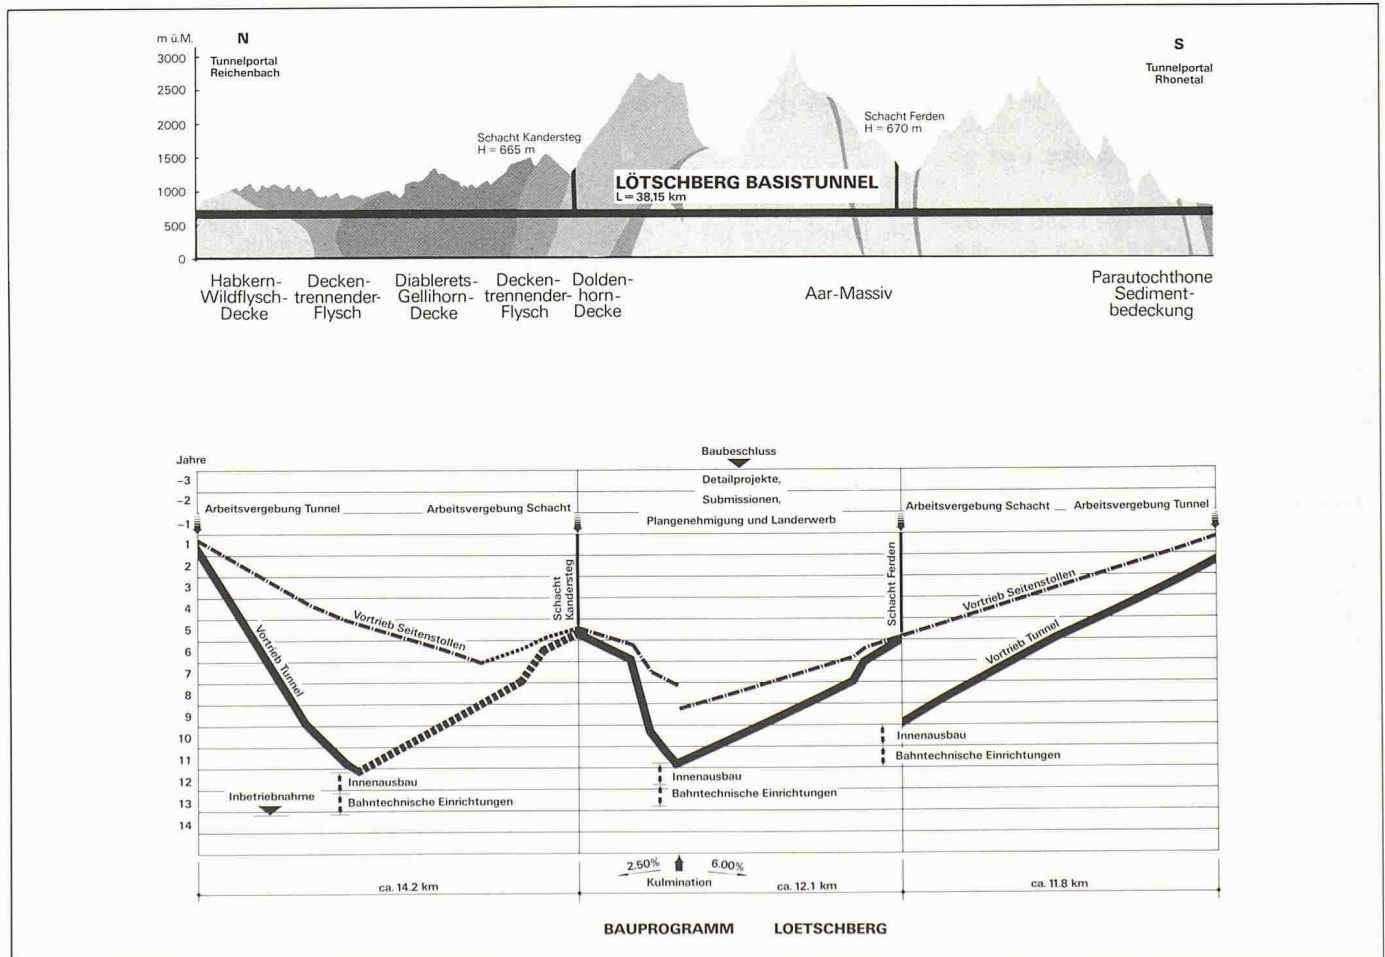 m ü.M.
N
S
Tunnelportal
Reichenbach
Tunnelportal
Rhonetal
3000
2500
2000
1500
1000
500
0
Schacht Kandersteg
H = 665 m
Schacht Ferden
H = 670 m
LÖTSCHBERG BASISTUNNEL
L = 38,15 km
Habkern-
Wildflysch-
Decke
Decken-
trennender-
Flysch
Diablerets-
Gellihorn-
Decke
Decken-
trennender-
Flysch
Dolden-
horn-
Decke
Aar-Massiv
Parautochthone
Sediment-
bedeckung
Jahre
Baubeschluss
-3
-2
-1
1
2
3
4
5
6
7
8
9
10
11
12
13
14
Detailprojekte,
Submissionen,
Plangenehmigung und Landerwerb
Arbeitsvergebung Tunnel
Arbeitsvergebung Schacht
Arbeitsvergebung Schacht
Arbeitsvergebung Tunnel
Schacht
Kandersteg
Schacht Ferden
Vortrieb Seitenstollen
Vortrieb Tunnel
Vortrieb Seitenstollen
Vortrieb Tunnel
Innenausbau
Bahntechnische Einrichtungen
Innenausbau
Bahntechnische Einrichtungen
Innenausbau
Bahntechnische Einrichtungen
Inbetriebnahme
2.50%
6.00%
Kulmination
ca. 14.2 km
ca. 12.1 km
ca. 11.8 km
BAUPROGRAMM LOETSCHBERG